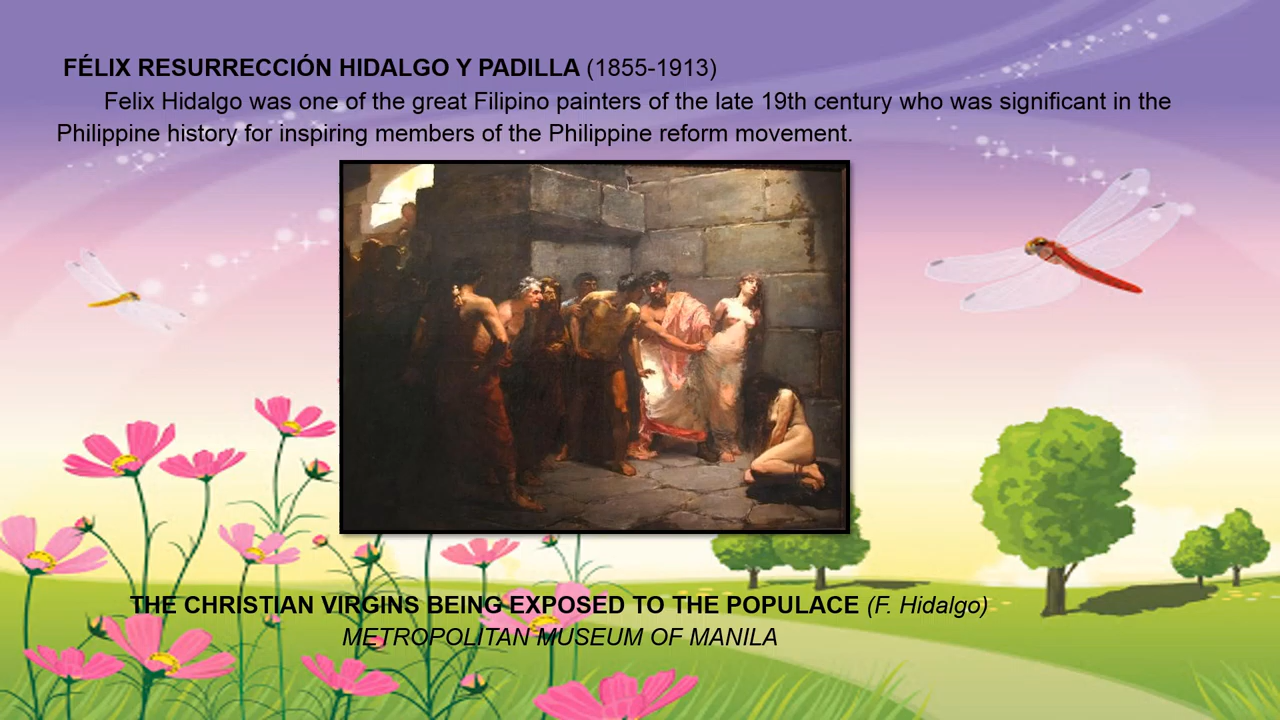 FÉLIX RESURRECCIÓN HIDALGO Y PADILLA (1855-1913)
Felix Hidalgo was one of the great Filipino painters of the late 19th century who was significant in the
Philippine history for inspiring members of the Philippine reform movement.
THE CHRISTIAN VIRGINS BEING EXPOSED TO THE POPULACE (F. Hidalgo)
METROPOLITAN MUSEUM OF MANILA